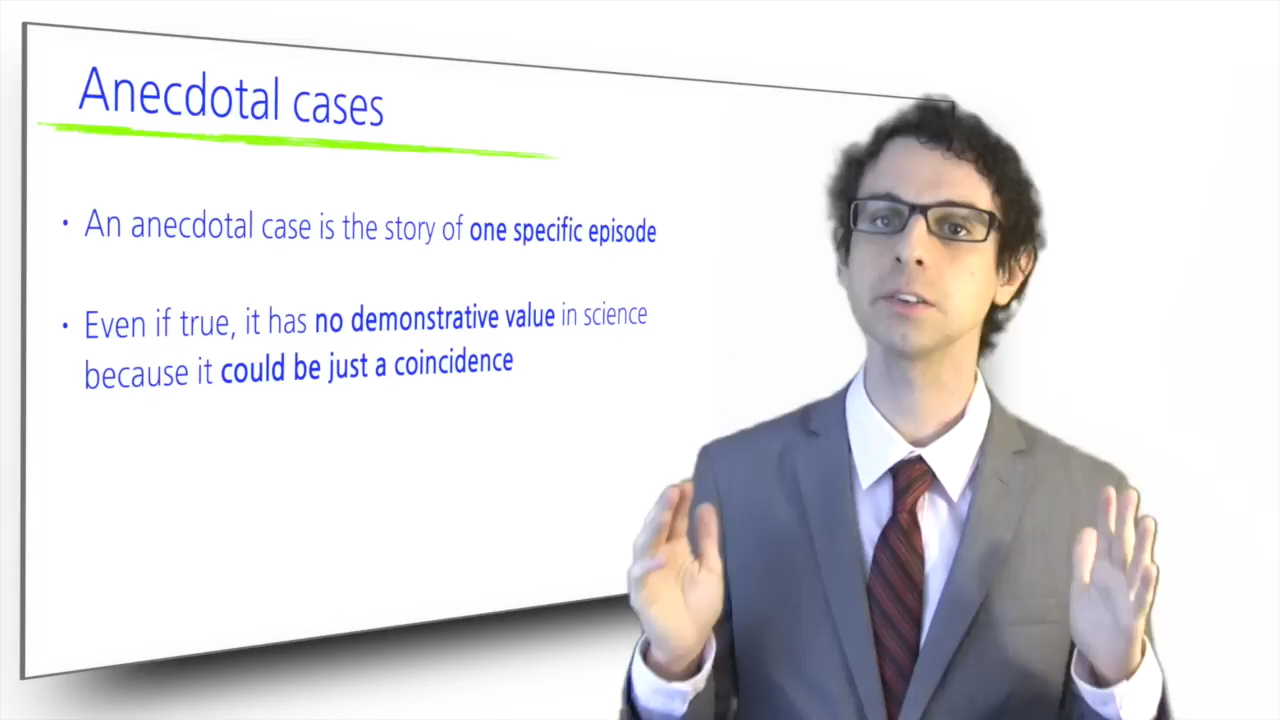 Anecdotal cases
· An anecdotal case is the story of one specific episode
· Even if true, it has no demonstrative value in science
because it could be just a coincidence